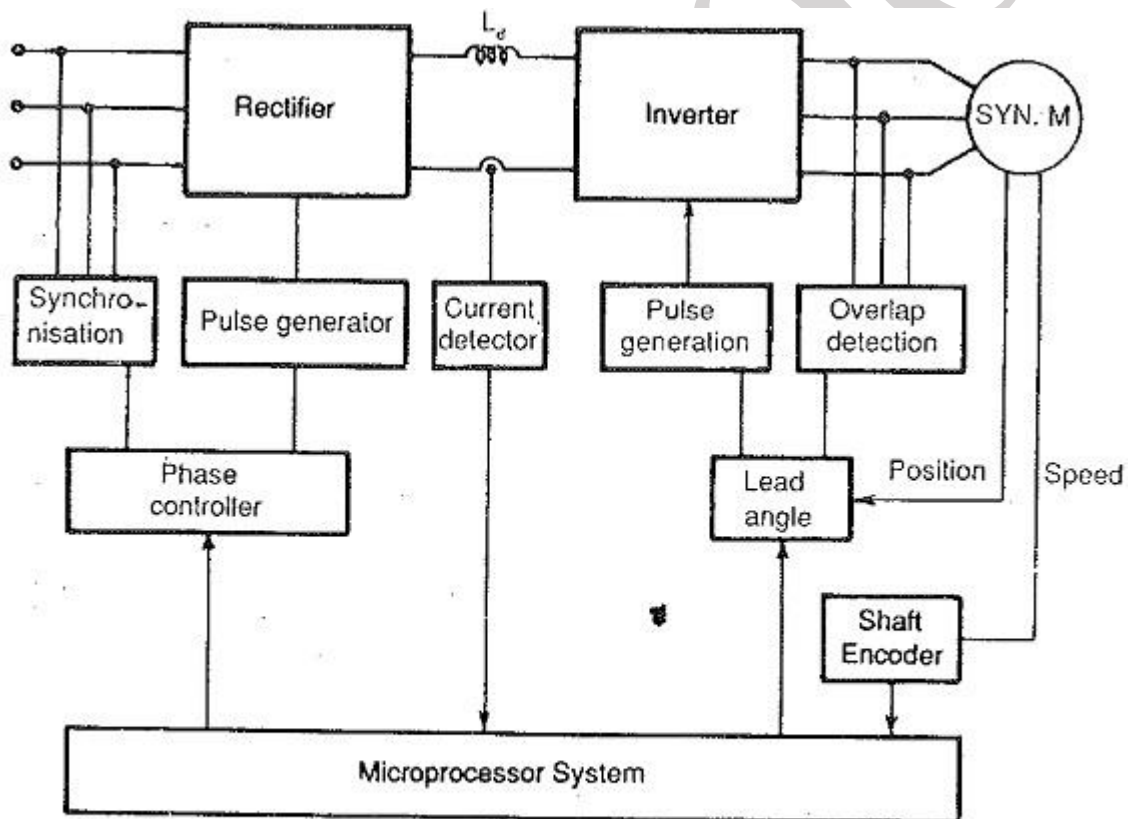 L_d
Rectifier
Inverter
SYN. M
Synchro-
nisation
Pulse generator
Current
detector
Pulse
generation
Overlap
detection
Phase
controller
Lead
angle
Position
Speed
Shaft
Encoder
Microprocessor System